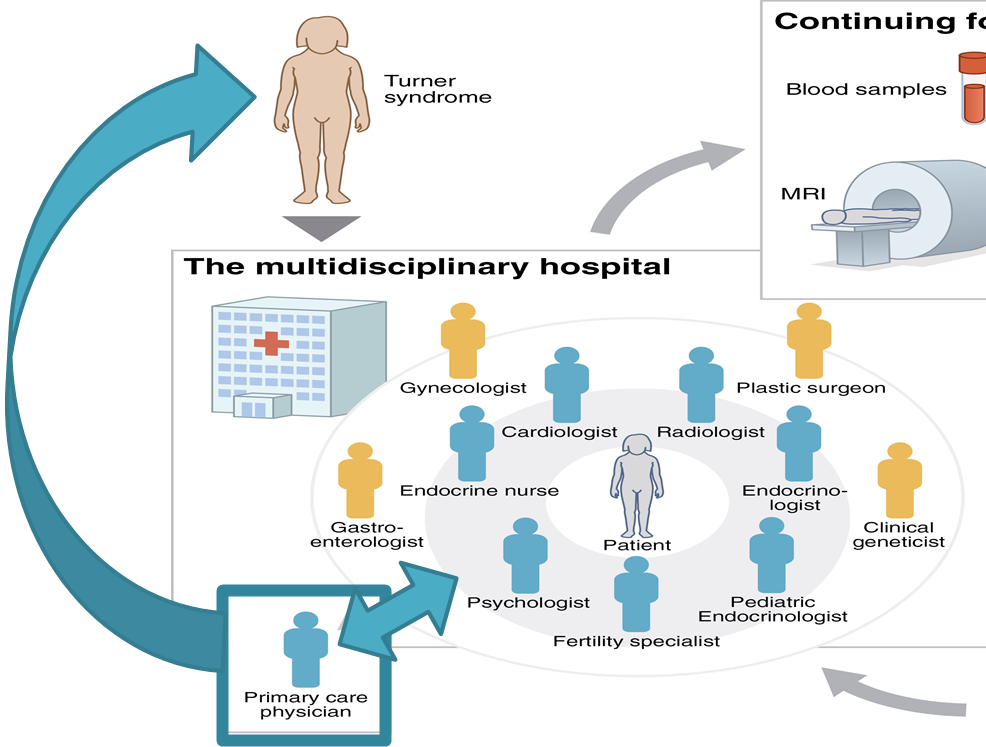 Continuing fo
Turner
syndrome
Blood samples
MRI
The multidisciplinary hospital
Gynecologist
Plastic surgeon
Cardiologist
Radiologist
Endocrine nurse
Endocrino-
logist
Gastro-
enterologist
Clinical
geneticist
Patient
Psychologist
Pediatric
Endocrinologist
Fertility specialist
Primary care
physician